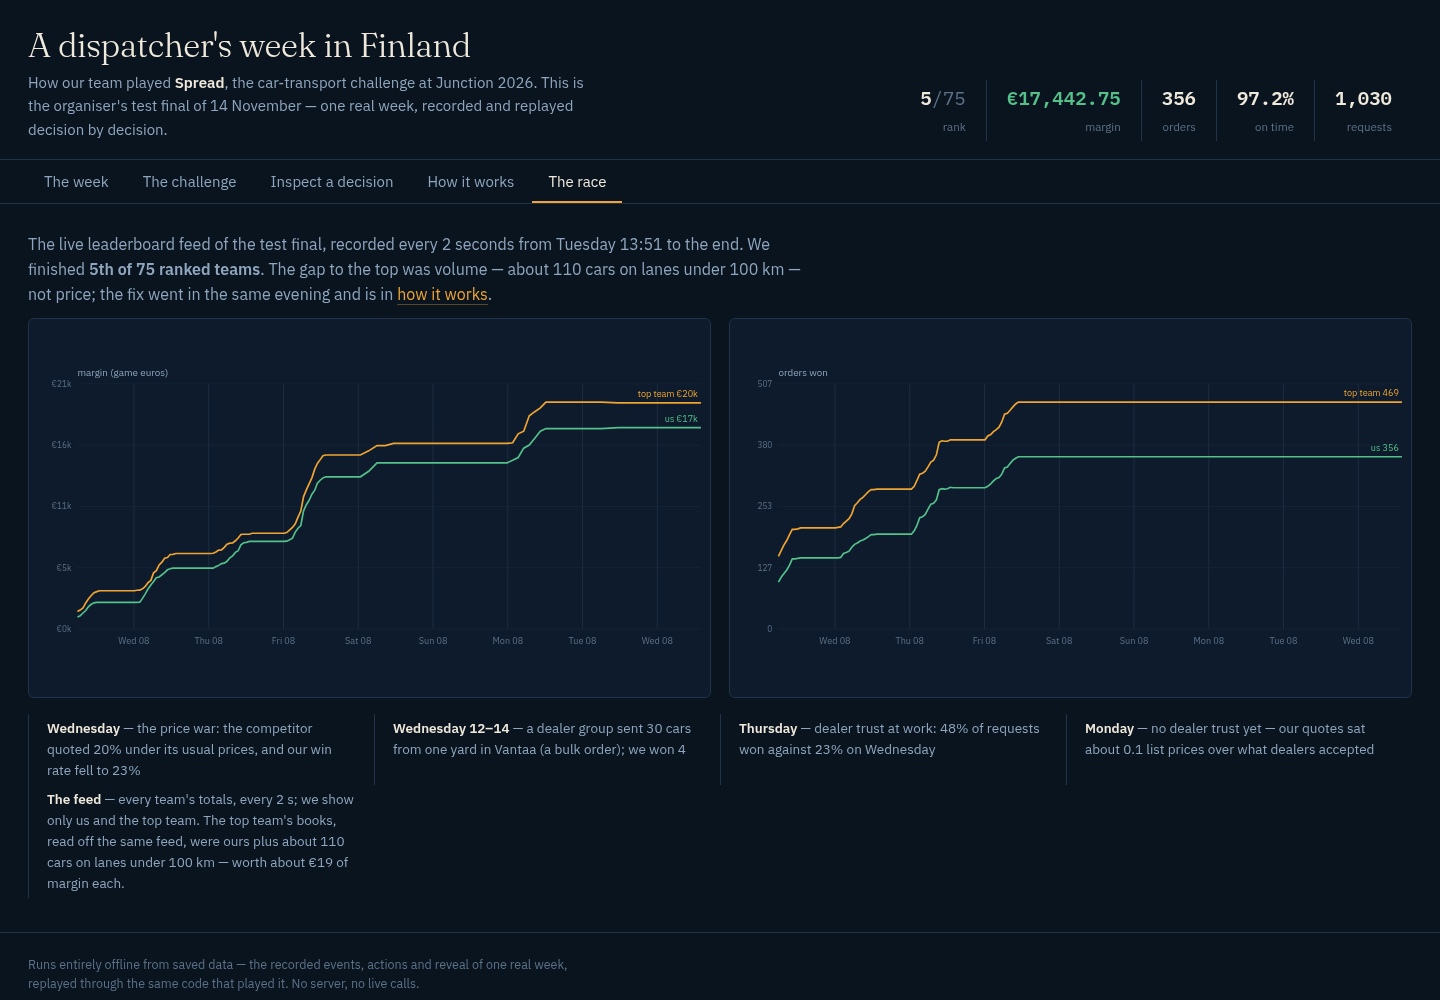 A dispatcher's week in Finland
How our team played Spread, the car-transport challenge at Junction 2026. This is
the organiser's test final of 14 November — one real week, recorded and replayed
decision by decision.
5/75
rank
€17,442.75
margin
356
orders
97.2%
on time
1,030
requests
The week
The challenge
Inspect a decision
How it works
The race
The live leaderboard feed of the test final, recorded every 2 seconds from Tuesday 13:51 to the end. We
finished 5th of 75 ranked teams. The gap to the top was volume — about 110 cars on lanes under 100 km —
not price; the fix went in the same evening and is in how it works.
margin (game euros)
€21k
€16k
€11k
€5k
€0k
top team €20k
us €17k
Wed 08
Thu 08
Fri 08
Sat 08
Sun 08
Mon 08
Tue 08
Wed 08
orders won
507
380
253
127
0
top team 469
us 356
Wed 08
Thu 08
Fri 08
Sat 08
Sun 08
Mon 08
Tue 08
Wed 08
Wednesday — the price war: the competitor
quoted 20% under its usual prices, and our win
rate fell to 23%
Wednesday 12–14 — a dealer group sent 30 cars
from one yard in Vantaa (a bulk order); we won 4
Thursday — dealer trust at work: 48% of requests
won against 23% on Wednesday
Monday — no dealer trust yet — our quotes sat
about 0.1 list prices over what dealers accepted
The feed — every team's totals, every 2 s; we show
only us and the top team. The top team's books,
read off the same feed, were ours plus about 110
cars on lanes under 100 km — worth about €19 of
margin each.
Runs entirely offline from saved data — the recorded events, actions and reveal of one real week,
replayed through the same code that played it. No server, no live calls.